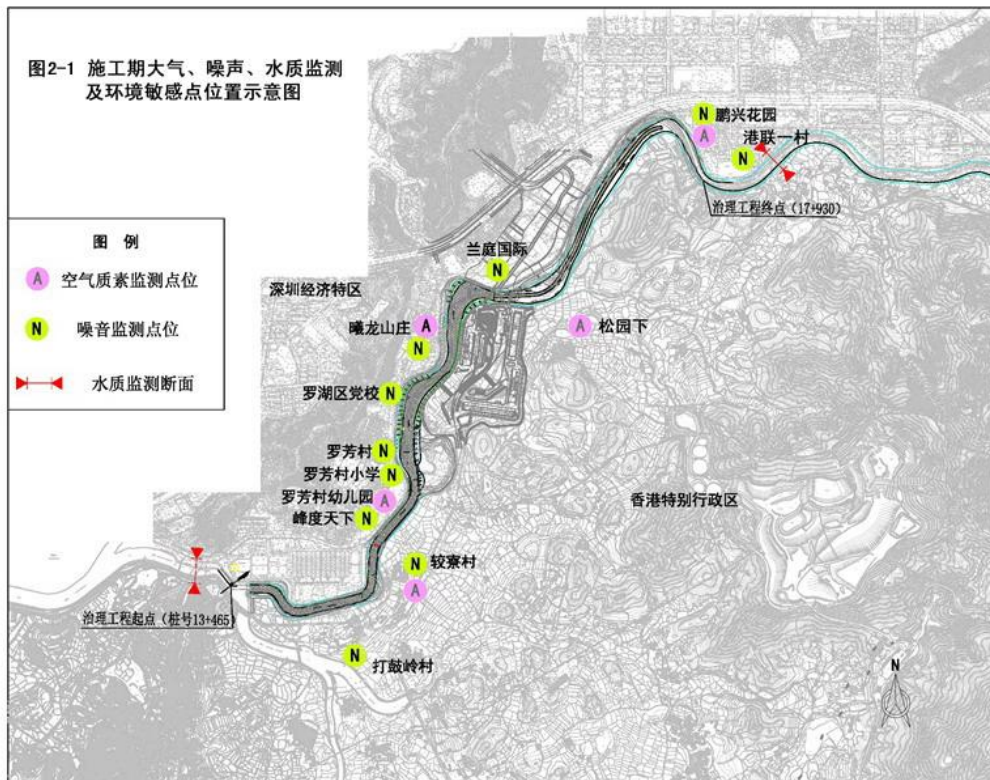 图2-1 施工期大气、噪声、水质监测
及环境敏感点位置示意图
N
鹏兴花园
A
港联一村
N
治理工程终点（17+930）
图 例
A
空气质素监测点位
N
噪音监测点位
水质监测断面
兰庭国际
N
深圳经济特区
曦龙山庄
A
N
A
松园下
罗湖区党校
N
罗芳村
N
罗芳村小学
N
罗芳村幼儿园
A
峰度天下
N
香港特别行政区
N
较寮村
A
治理工程起点（桩号13+465）
N
打鼓岭村
N